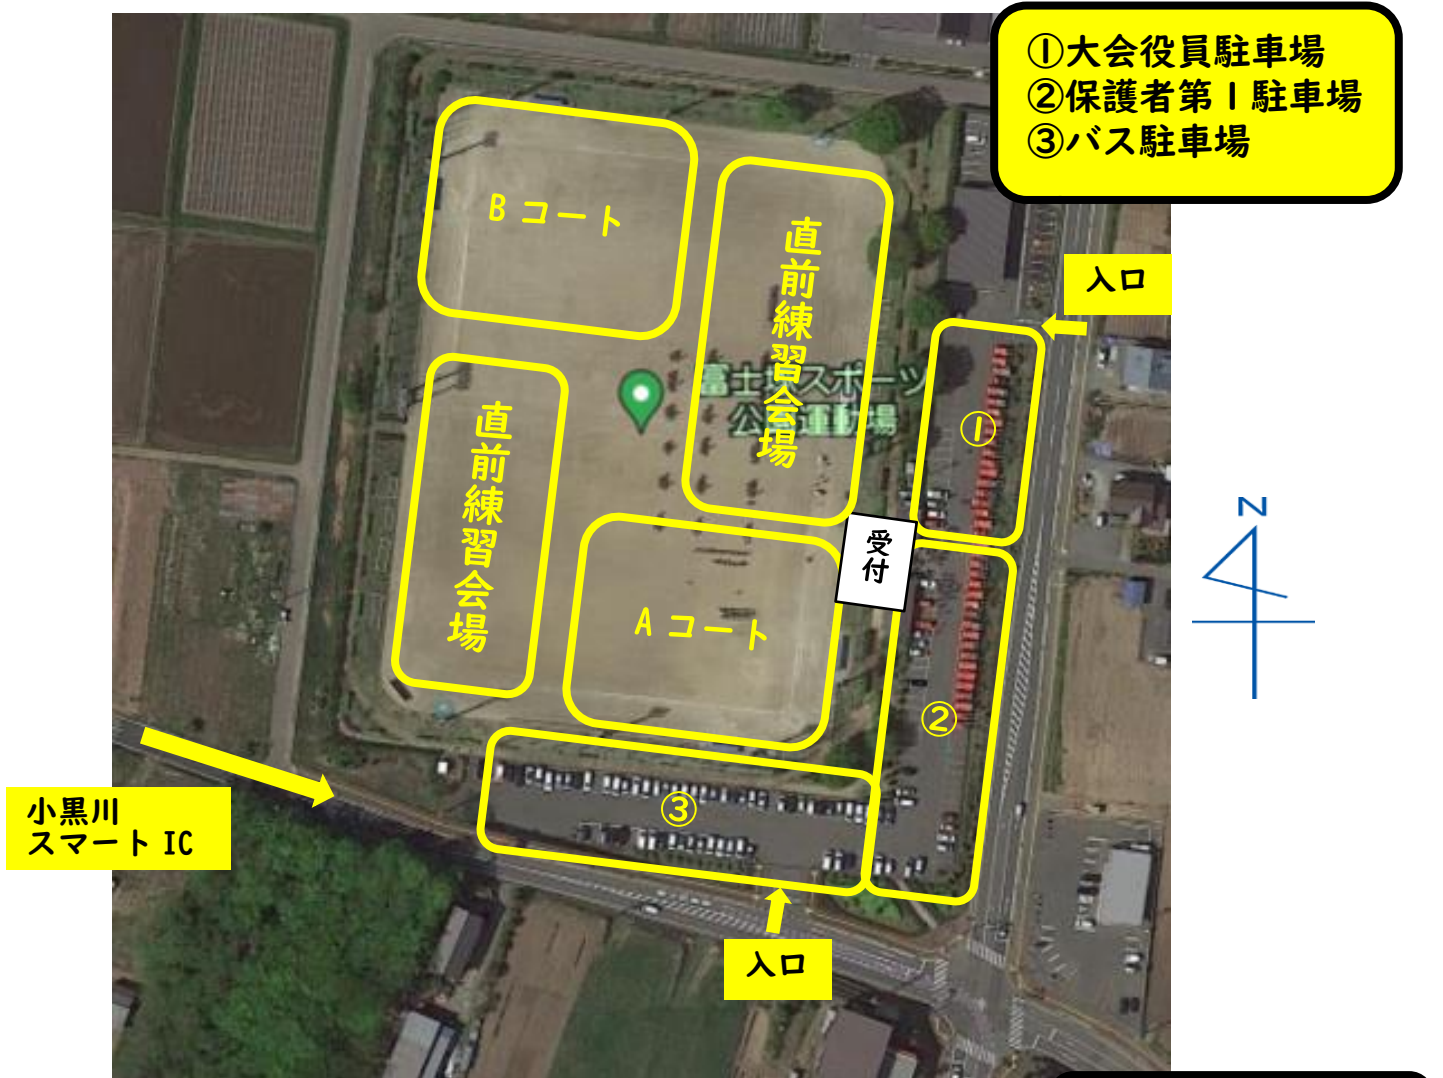 ①大会役員駐車場
②保護者第1駐車場
③バス駐車場
Bコート
直前練習会場
入口
富士塚スポーツ
公園運動場
①
直前練習会場
N
受付
Aコート
②
③
小黒川
スマートIC
入口